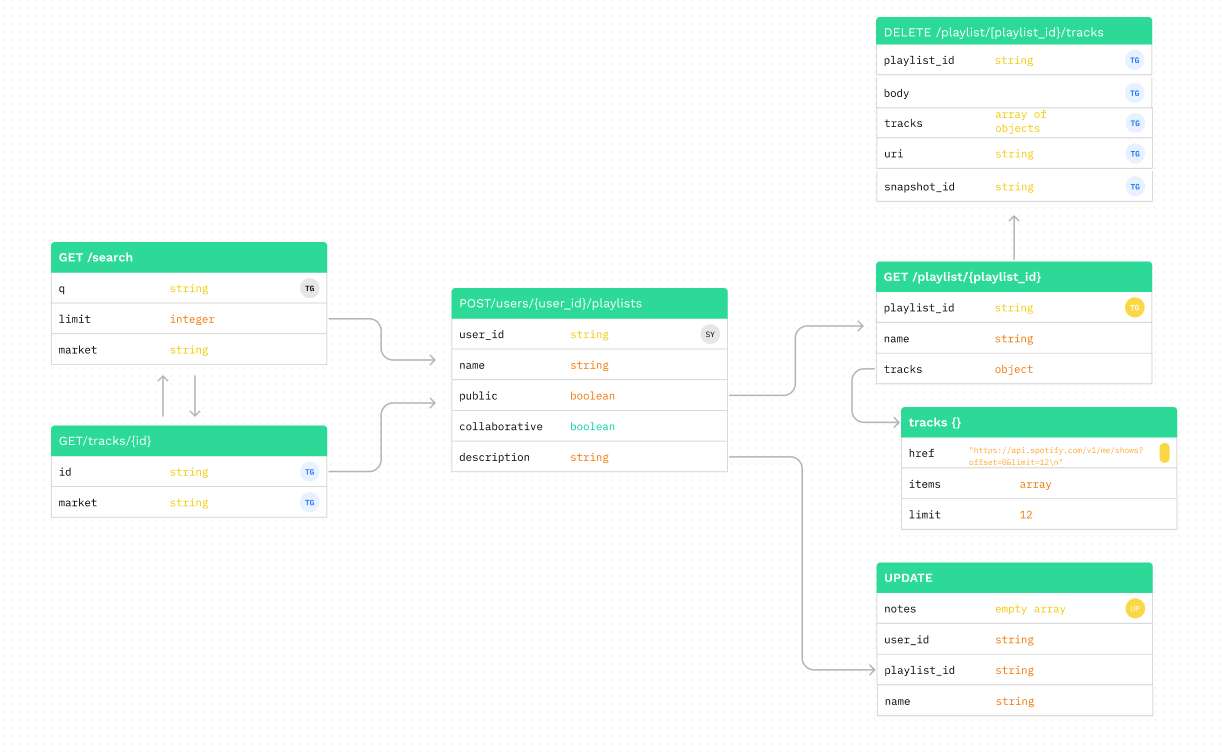 DELETE /playlist/{playlist_id}/tracks
playlist_id string TG
body TG
tracks array of objects TG
uri string TG
snapshot_id string TG
GET /search
q string TG
limit integer
market string
GET/tracks/{id}
id string TG
market string TG
POST/users/{user_id}/playlists
user_id string SY
name string
public boolean
collaborative boolean
description string
GET /playlist/{playlist_id}
playlist_id string TG
name string
tracks object
tracks {}
href "https://api.spotify.com/v1/me/shows?
offset=0&limit=12\n"
items array
limit 12
UPDATE
notes empty array UP
user_id string
playlist_id string
name string